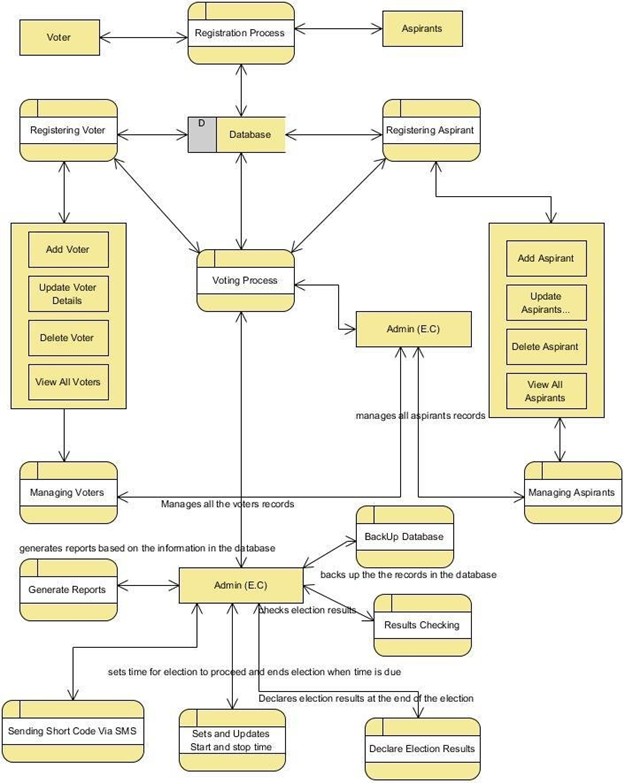 Voter
Registration Process
Aspirants
D
Registering Voter
Database
Registering Aspirant
Add Voter
Update Voter
Details
Delete Voter
View All Voters
Voting Process
Admin (E.C)
Add Aspirant
Update
Aspirants...
Delete Aspirant
View All
Aspirants
manages all aspirants records
Managing Voters
Manages all the voters records
Managing Aspirants
BackUp Database
generates reports based on the information in the database
backs up the the records in the database
Generate Reports
Admin (E.C)
checks election results
Results Checking
sets time for election to proceed and ends election when time is due
Declares election results at the end of the election
Sending Short Code Via SMS
Sets and Updates
Start and stop time
Declare Election Results